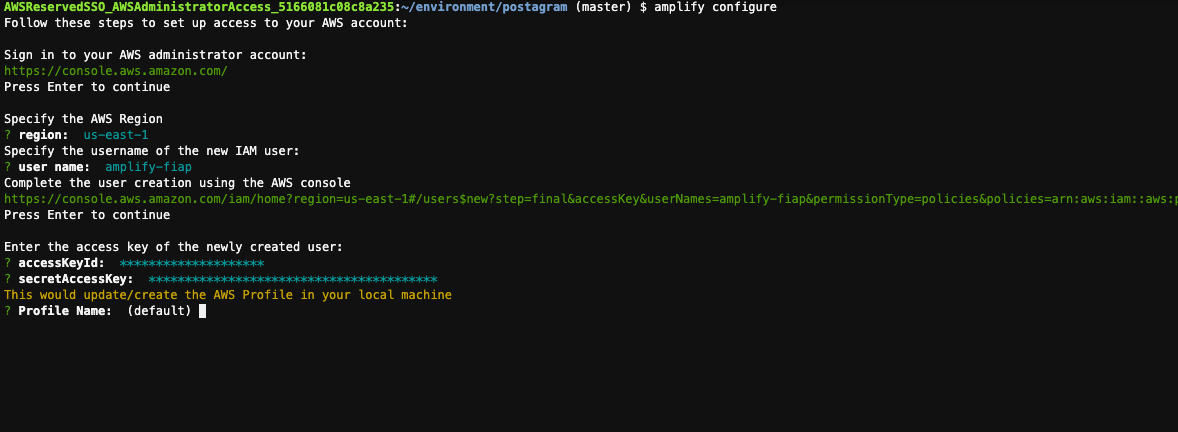 AWSReservedSSO_AWSAdministratorAccess_5166081c08c8a235:~/environment/postagram (master) $ amplify configure
Follow these steps to set up access to your AWS account:
Sign in to your AWS administrator account:
https://console.aws.amazon.com/
Press Enter to continue
Specify the AWS Region
? region:  us-east-1
Specify the username of the new IAM user:
? user name:  amplify-fiap
Complete the user creation using the AWS console
https://console.aws.amazon.com/iam/home?region=us-east-1#/users$new?step=final&accessKey&userNames=amplify-fiap&permissionType=policies&policies=arn:aws:iam::aws:p
Press Enter to continue
Enter the access key of the newly created user:
? accessKeyId:  ********************
? secretAccessKey:  ****************************************
This would update/create the AWS Profile in your local machine
? Profile Name:  (default)